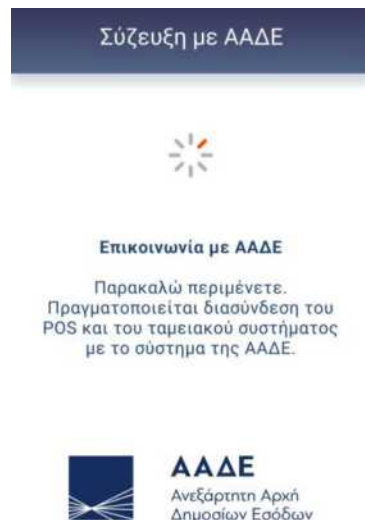 Σύζευξη με ΑΑΔΕ
Επικοινωνία με ΑΑΔΕ
Παρακαλώ περιμένετε.
Πραγματοποιείται διασύνδεση του
POS και του ταμειακού συστήματος
με το σύστημα της ΑΑΔΕ.
ΑΑΔΕ
Ανεξάρτητη Αρχή
Δημοσίων Εσόδων